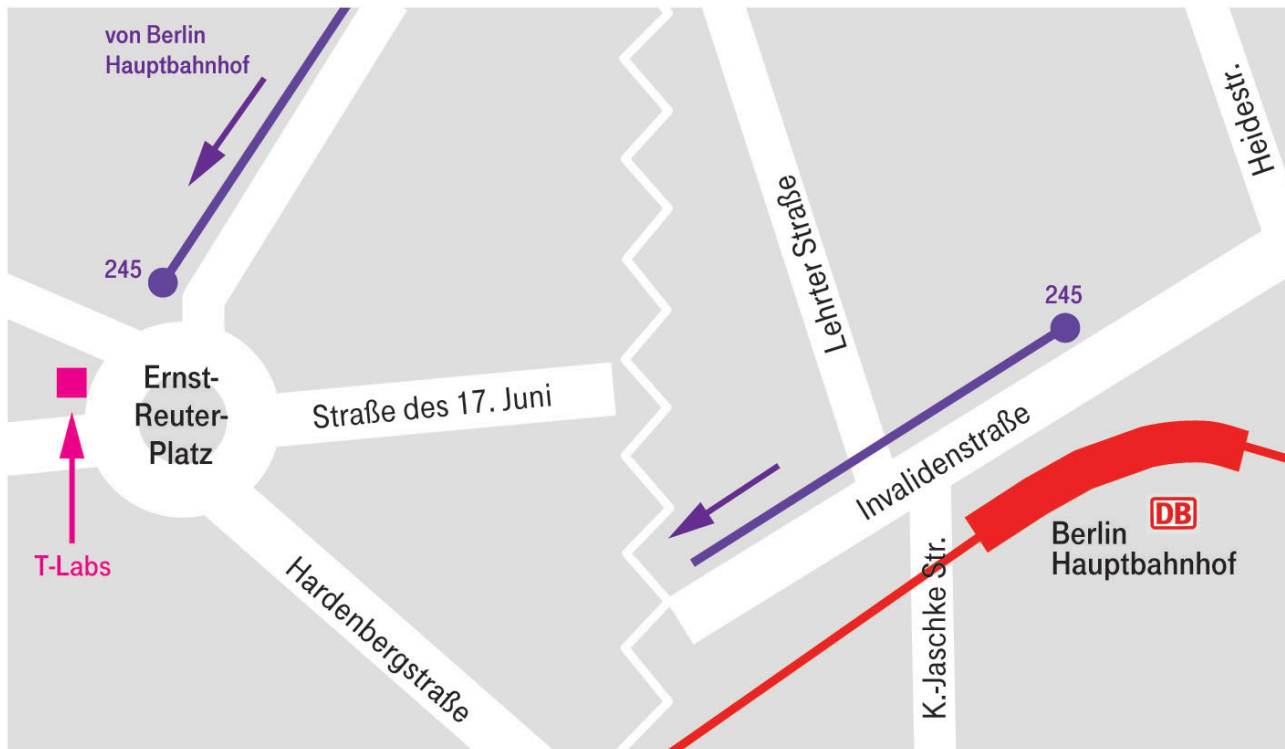 von Berlin
Hauptbahnhof
245
Ernst-
Reuter-
Platz
T-Labs
Straße des 17. Juni
Hardenbergstraße
Lehrter Straße
Heidestr.
245
Invalidenstraße
K.-Jaschke Str.
DB
Berlin
Hauptbahnhof